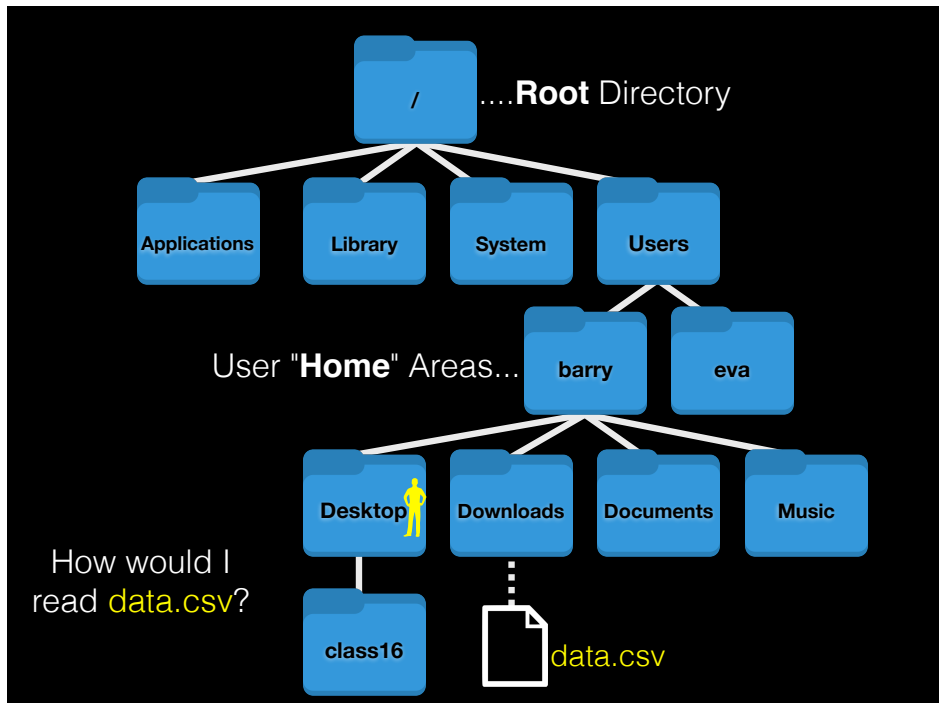 / ....Root Directory
Applications Library System Users
User "Home" Areas... barry eva
Desktop Downloads Documents Music
How would I
read data.csv?
class16 data.csv